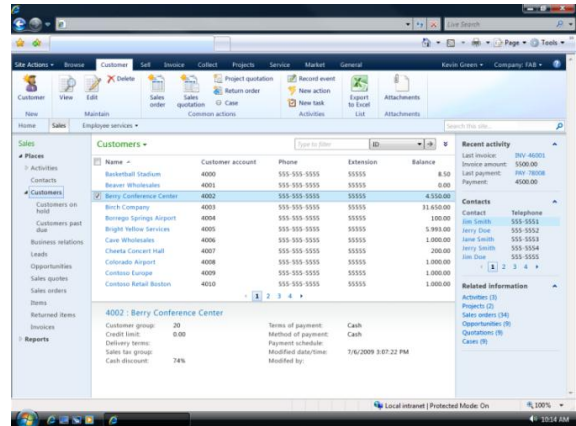 Live Search
Page Tools
Site Actions Browse Customer Sell Invoice Collect Projects Service Market General Kevin Green Company: FAB
Customer View Edit Delete Sales order Sales quotation Project quotation Return order Case Record event New action New task Export to Excel Attachments
New Maintain Common actions Activities List Attachments
Home Sales Employee services Search this site...
Sales
Places
Activities
Contacts
Customers
Customers on hold
Customers past due
Business relations
Leads
Opportunities
Sales quotes
Sales orders
Items
Returned items
Invoices
Reports
Customers
Type to filter ID
Name Customer account Phone Extension Balance
Basketball Stadium 4000 555-555-5555 55555 8.50
Beaver Wholesales 4001 555-555-5555 55555 0.00
Berry Conference Center 4002 555-555-5555 55555 4.550.00
Birch Company 4003 555-555-5555 55555 31.650.00
Borrego Springs Airport 4004 555-555-5555 55555 100.00
Bright Yellow Services 4005 555-555-5555 55555 5.993.00
Cave Wholesales 4006 555-555-5555 55555 1.000.00
Cheeta Concert Hall 4007 555-555-5555 55555 200.00
Colorado Airport 4008 555-555-5555 55555 1.000.00
Contoso Europe 4009 555-555-5555 55555 1.000.00
Contoso Retail Boston 4010 555-555-5555 55555 1.000.00
1 2 3 4
4002 : Berry Conference Center
Customer group: 20 Terms of payment: Cash
Credit limit: 0.00 Method of payment: Cash
Delivery terms: Payment schedule:
Sales tax group: Modified date/time: 7/6/2009 3:07:22 PM
Cash discount: 74% Modified by:
Recent activity
Last invoice: INV-46001
Invoice amount: 5500.00
Last payment: PAY-78008
Payment: 4500.00
Contacts
Contact Telephone
Jim Smith 555-5551
Jerry Doe 555-5552
Jane Smith 555-5553
Jerry Smith 555-5554
Jim Doe 555-5555
1 2 3 4
Related information
Activities (3)
Projects (2)
Sales orders (34)
Opportunities (9)
Quotations (9)
Cases (9)
Local intranet | Protected Mode: On 100%
10:14 AM